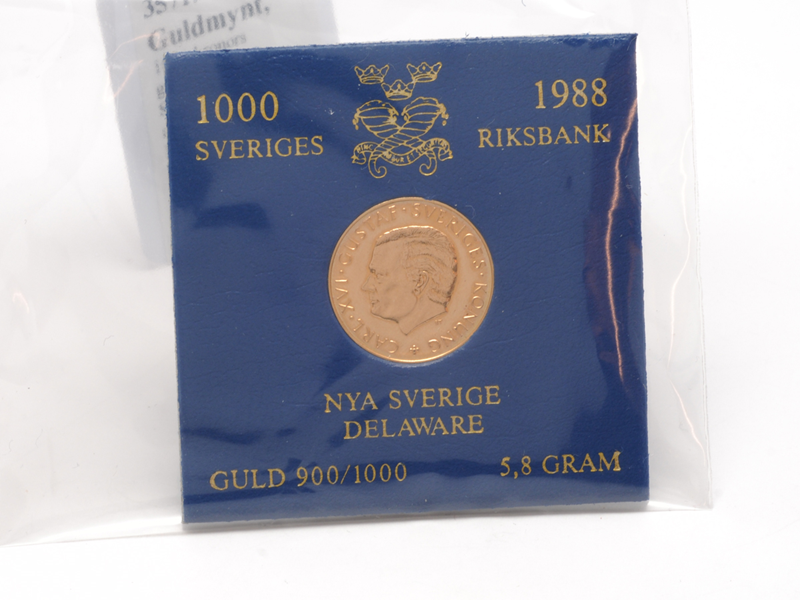 Guldmynt,
1000
SVERIGES
1988
RIKSBANK
CARL·XVI·GUSTAF·SVERIGES·KONUNG
NYA SVERIGE
DELAWARE
GULD 900/1000
5,8 GRAM